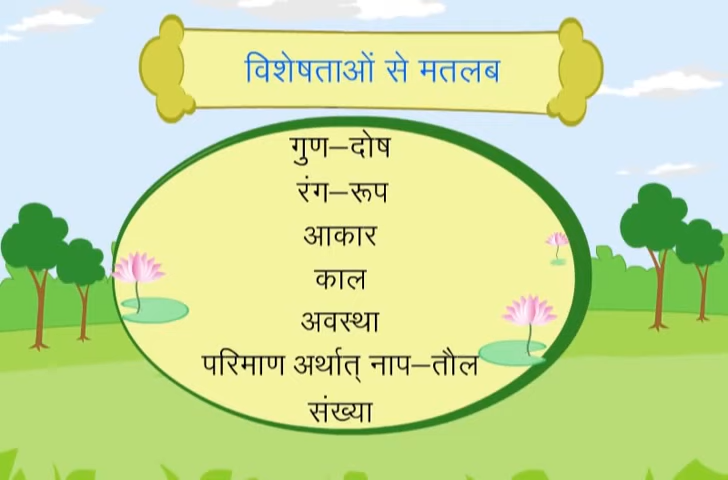 विशेषताओं से मतलब
गुण–दोष
रंग–रूप
आकार
काल
अवस्था
परिमाण अर्थात् नाप–तौल
संख्या